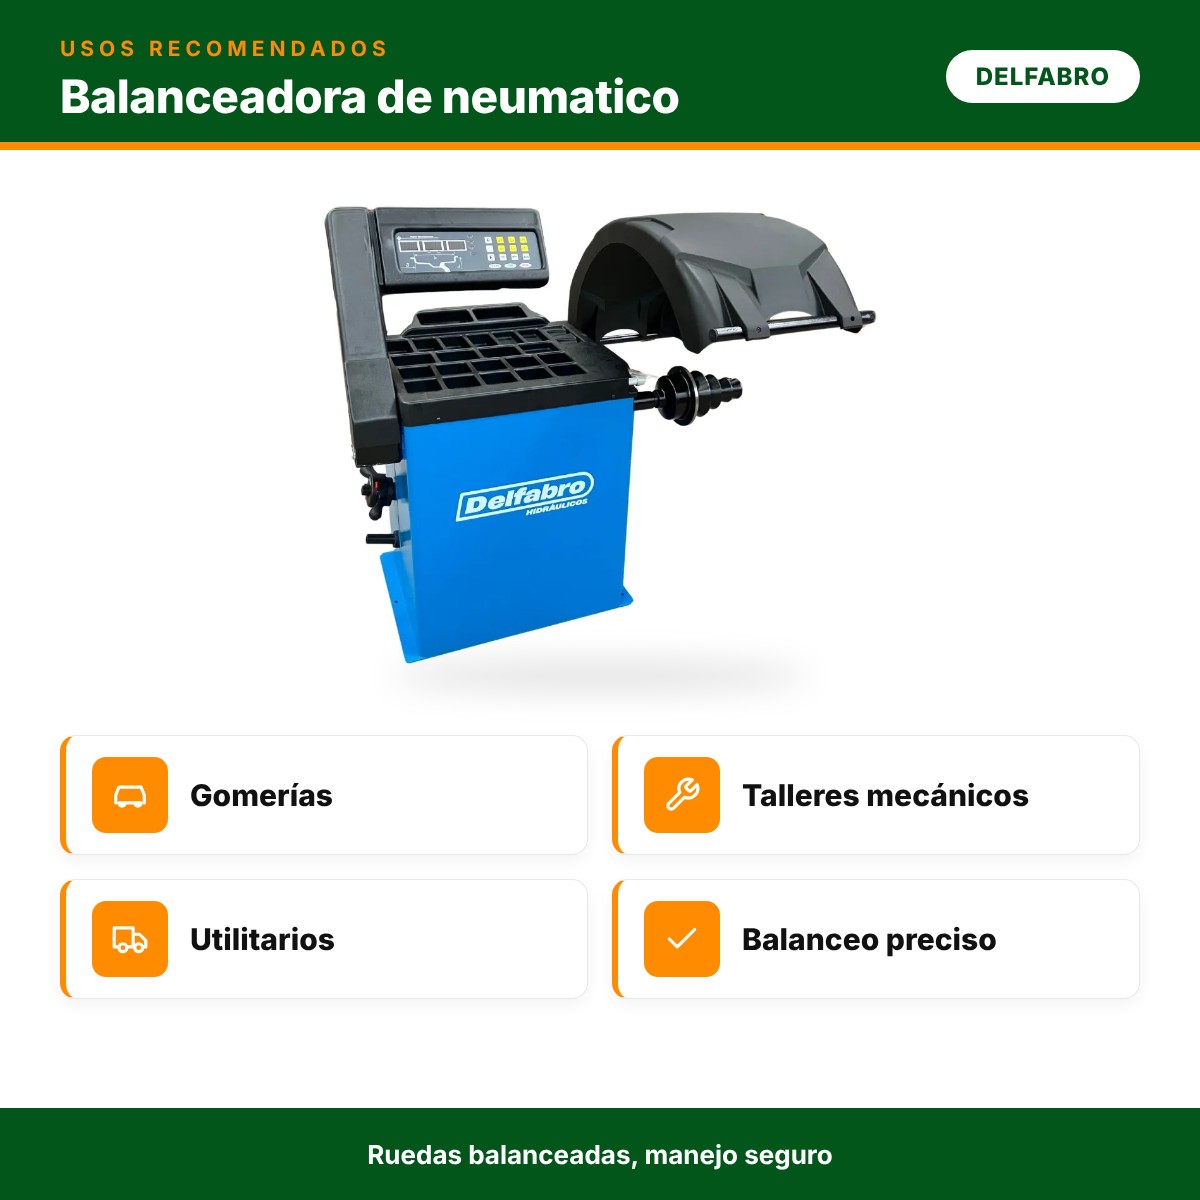 USOS RECOMENDADOS
Balanceadora de neumatico
DELFABRO
Delfabro
HIDRÁULICOS
Gomerías
Talleres mecánicos
Utilitarios
Balanceo preciso
Ruedas balanceadas, manejo seguro